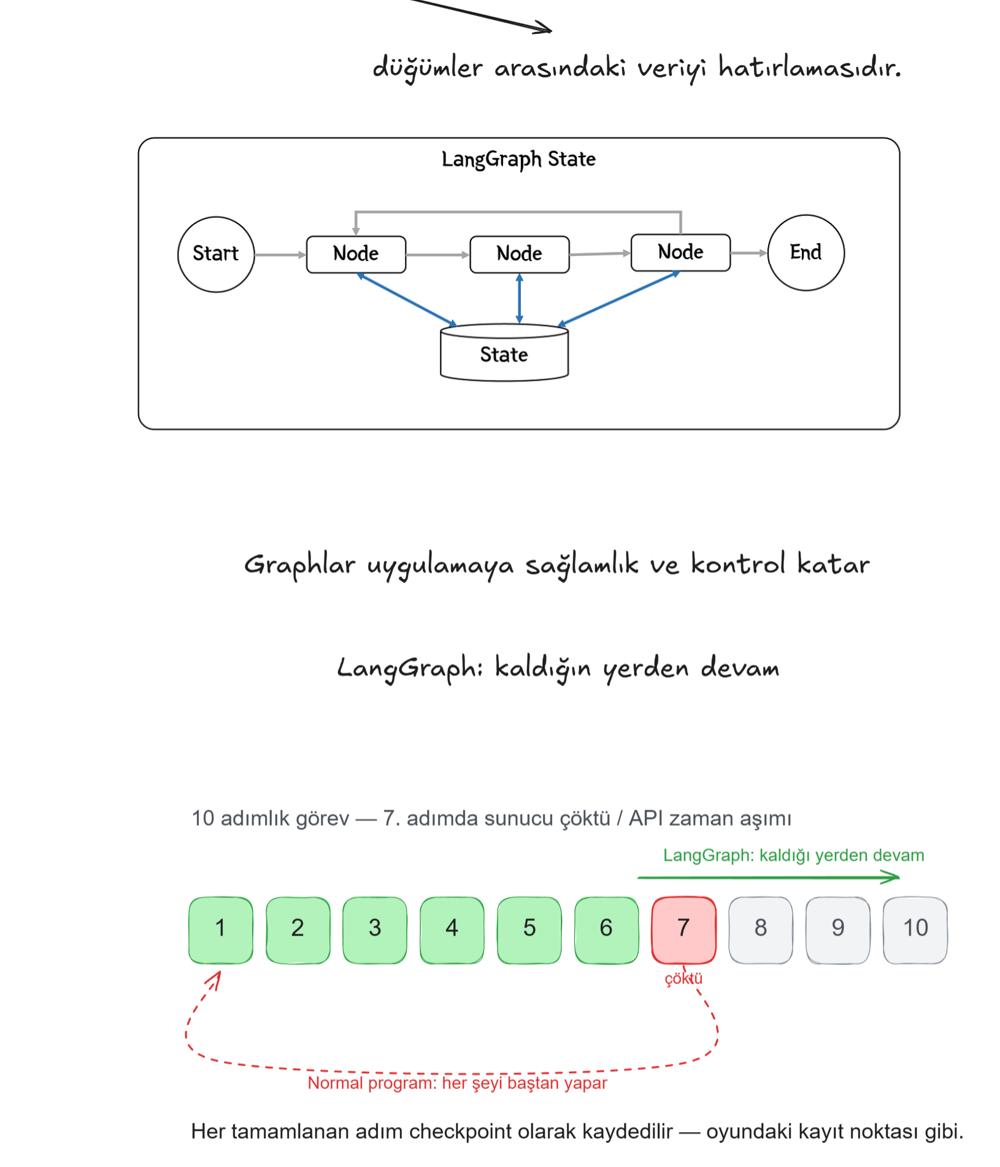 düğümler arasındaki veriyi hatırlamasıdır.
LangGraph State
Start
Node
Node
Node
End
State
Graphlar uygulamaya sağlamlık ve kontrol katar
LangGraph: kaldığın yerden devam
10 adımlık görev — 7. adımda sunucu çöktü / API zaman aşımı
LangGraph: kaldığı yerden devam
1
2
3
4
5
6
7
8
9
10
çöktü
Normal program: her şeyi baştan yapar
Her tamamlanan adım checkpoint olarak kaydedilir — oyundaki kayıt noktası gibi.